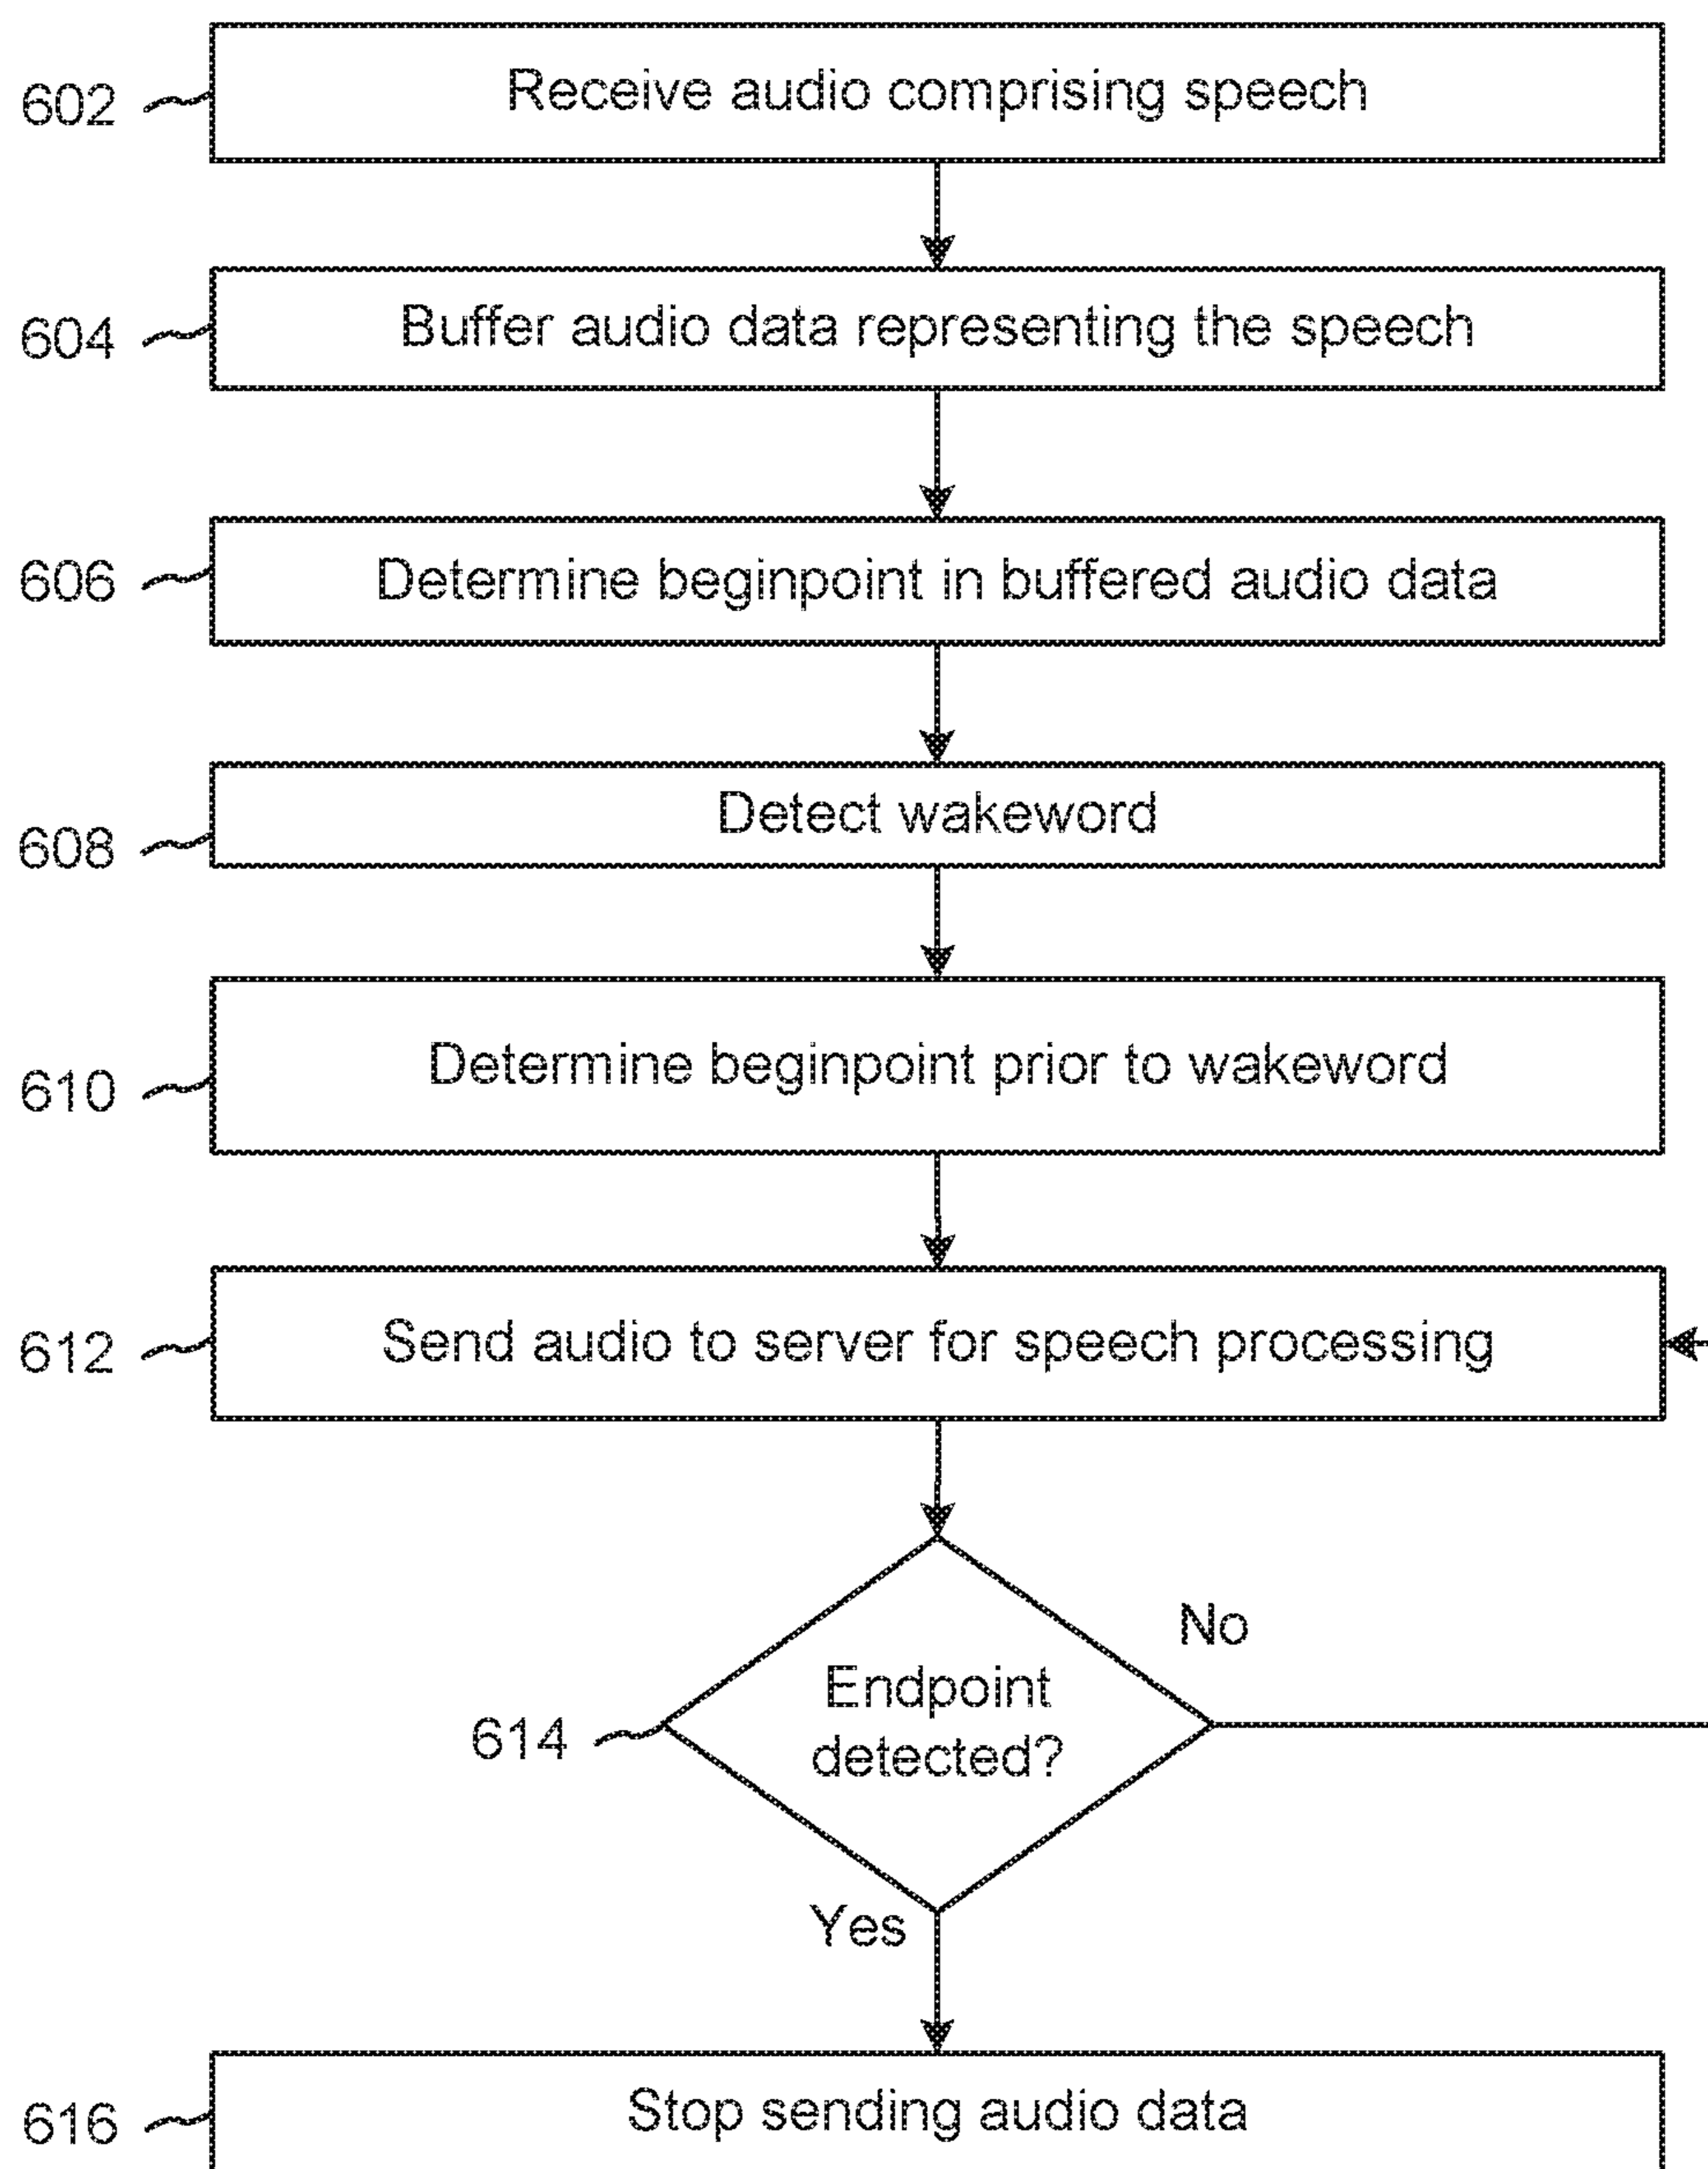 602 Receive audio comprising speech
604 Buffer audio data representing the speech
606 Determine beginpoint in buffered audio data
608 Detect wakeword
610 Determine beginpoint prior to wakeword
612 Send audio to server for speech processing
No
614 Endpoint
detected?
Yes
616 Stop sending audio data